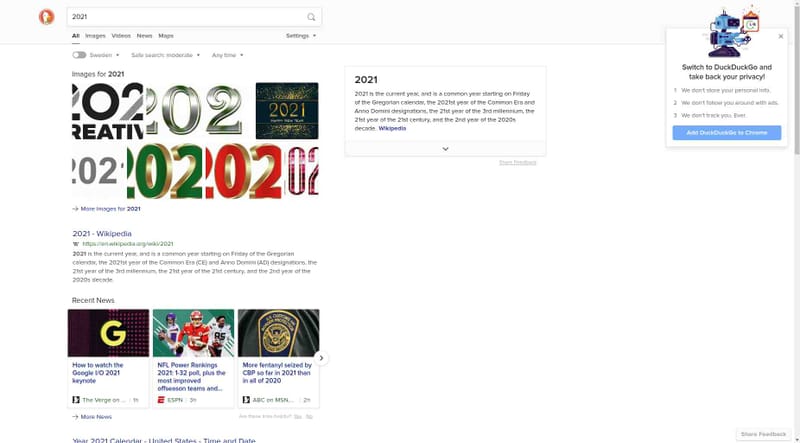 2021
All Images Videos News Maps Settings
Sweden Safe search: moderate Any time
Images for 2021
2021
HAPPY NEW YEAR
More Images for 2021
2021 - Wikipedia
W https://en.wikipedia.org/wiki/2021
2021 is the current year, and is a common year starting on Friday of the Gregorian
calendar, the 2021st year of the Common Era (CE) and Anno Domini (AD) designations, the
21st year of the 3rd millennium, the 21st year of the 21st century, and the 2nd year of the
2020s decade.
Recent News
G
How to watch the
Google I/O 2021
keynote
The Verge on ... 1h
NFL Power Rankings
2021: 1-32 poll, plus the
most improved
offseason teams and...
ESPN 3h
More fentanyl seized by
CBP so far in 2021 than
in all of 2020
ABC on MSN... 2h
More News
Are these links helpful? Yes No
Year 2021 Calendar - United States - Time and Date
2021
2021 is the current year, and is a common year starting on Friday
of the Gregorian calendar, the 2021st year of the Common Era and
Anno Domini designations, the 21st year of the 3rd millennium, the
21st year of the 21st century, and the 2nd year of the 2020s
decade. Wikipedia
Share Feedback
Switch to DuckDuckGo and
take back your privacy!
1 We don't store your personal info.
2 We don't follow you around with ads.
3 We don't track you. Ever.
Add DuckDuckGo to Chrome
Share Feedback